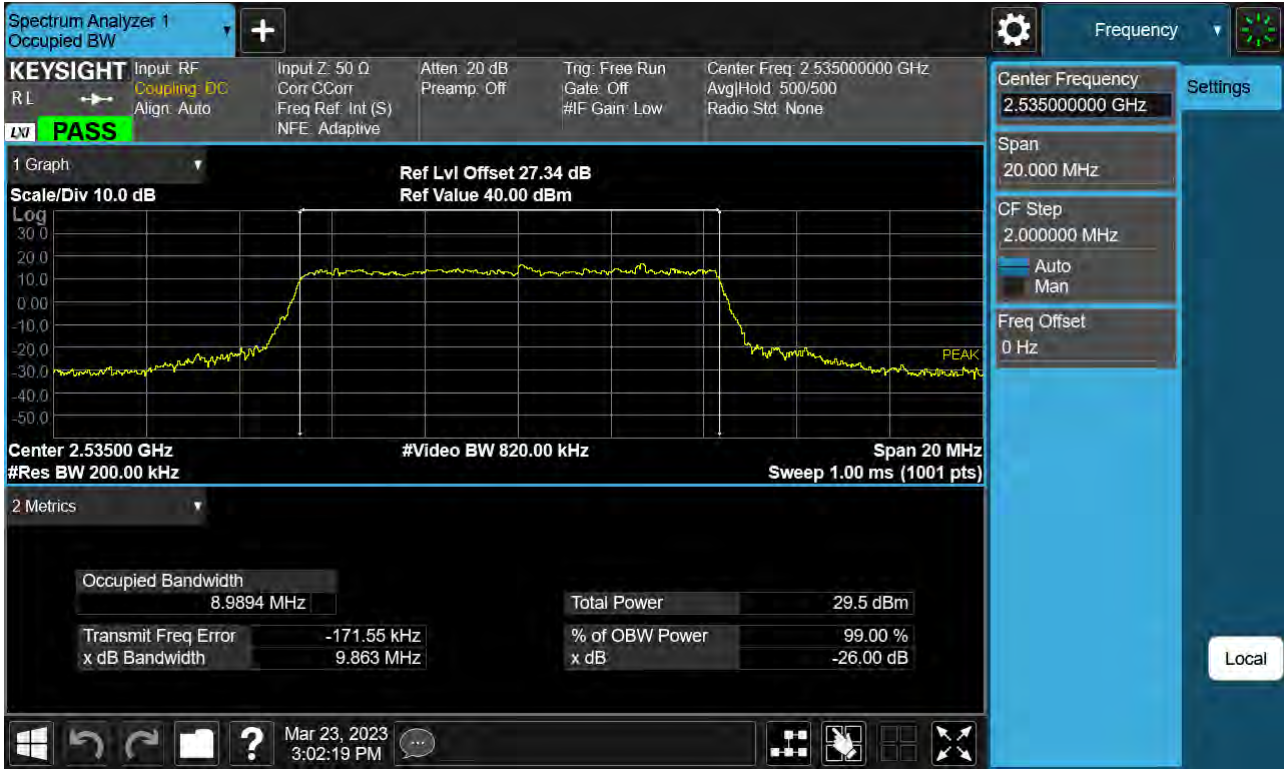 Spectrum Analyzer 1
Occupied BW
Frequency
KEYSIGHT
R L
LXI
PASS
Input: RF
Coupling: DC
Align: Auto
Input Z: 50 Ω
Corr CCorr
Freq Ref: Int (S)
NFE: Adaptive
Atten: 20 dB
Preamp: Off
Trig: Free Run
Gate: Off
#IF Gain: Low
Center Freq: 2.535000000 GHz
Avg|Hold: 500/500
Radio Std: None
1 Graph
Scale/Div 10.0 dB
Ref Lvl Offset 27.34 dB
Ref Value 40.00 dBm
Log
30.0
20.0
10.0
0.00
-10.0
-20.0
-30.0
-40.0
-50.0
PEAK
Center 2.53500 GHz
#Video BW 820.00 kHz
Span 20 MHz
#Res BW 200.00 kHz
Sweep 1.00 ms (1001 pts)
2 Metrics
Occupied Bandwidth
8.9894 MHz
Transmit Freq Error -171.55 kHz
x dB Bandwidth 9.863 MHz
Total Power 29.5 dBm
% of OBW Power 99.00 %
x dB -26.00 dB
Center Frequency
2.535000000 GHz
Span
20.000 MHz
CF Step
2.000000 MHz
Auto
Man
Freq Offset
0 Hz
Settings
Local
?
Mar 23, 2023
3:02:19 PM